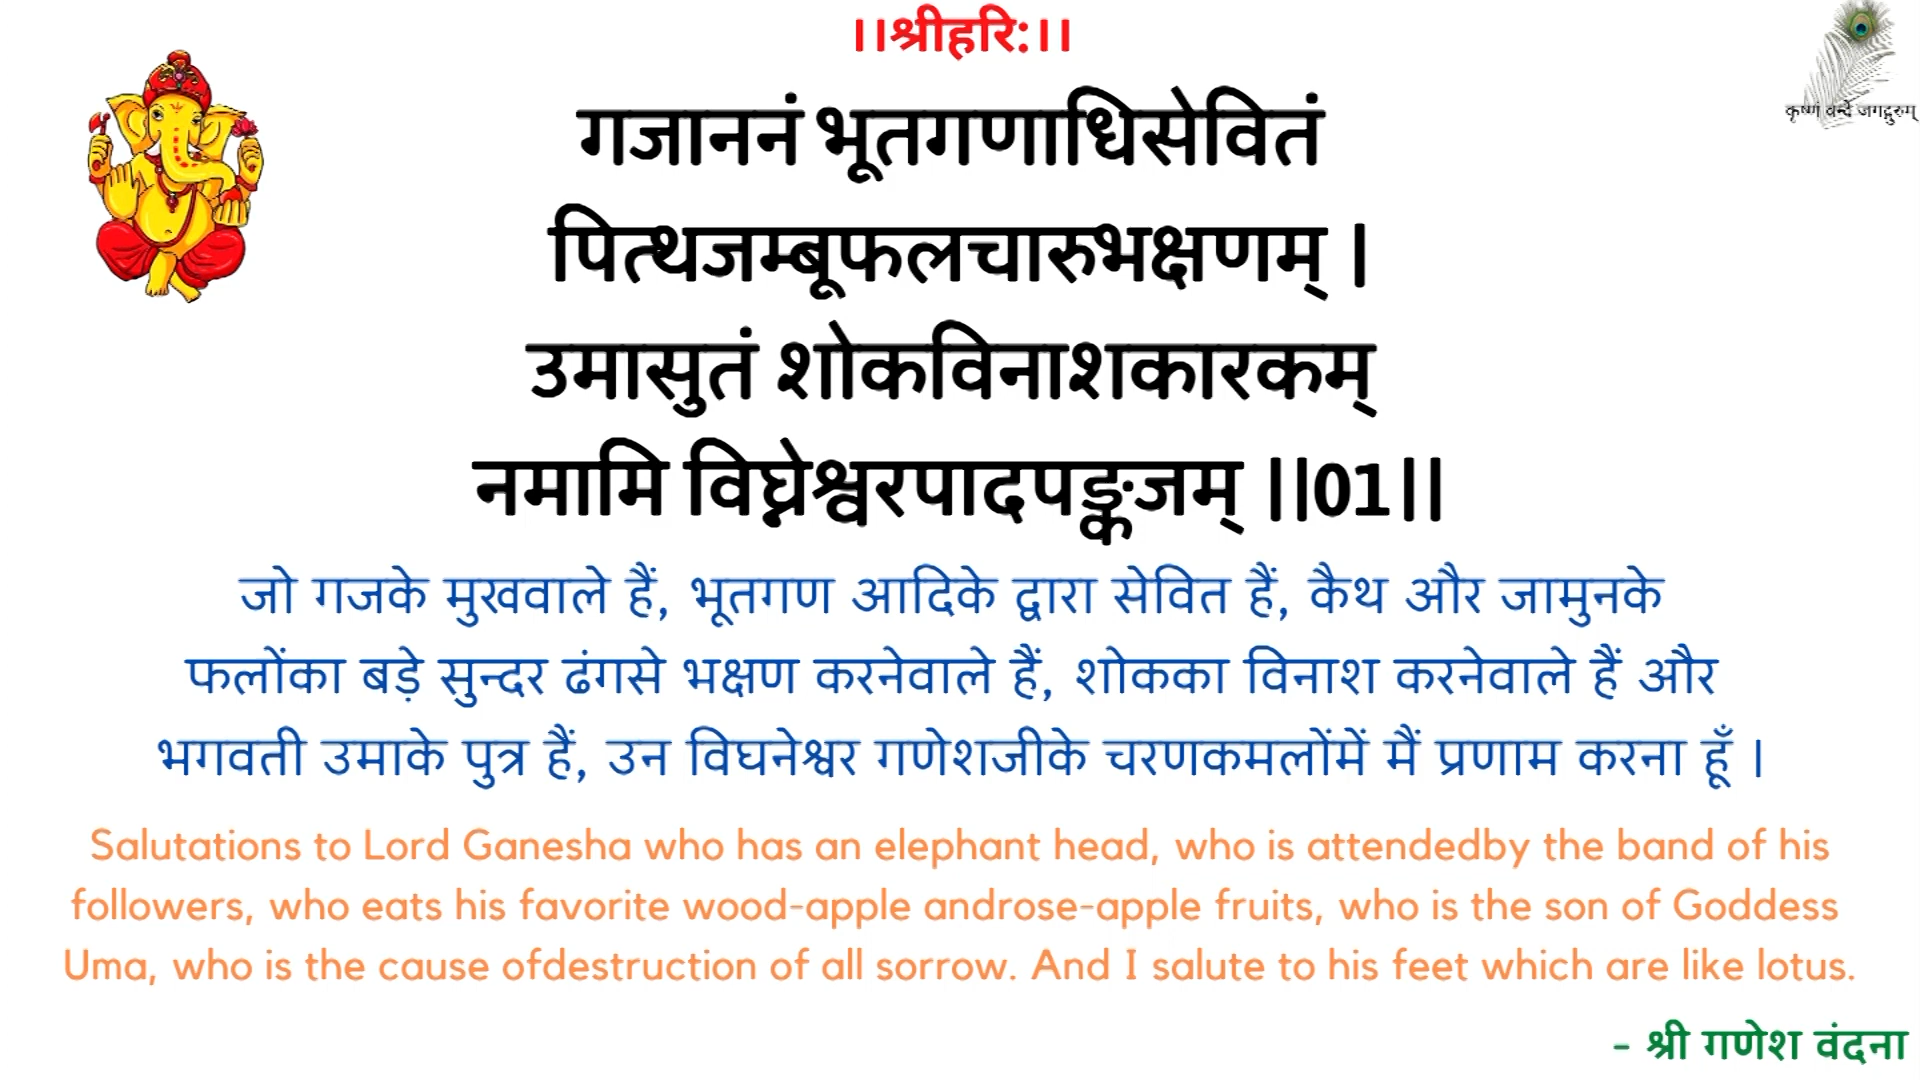 ।।श्रीहरि:।।
कृष्णं वन्दे जगद्गुरुम्
गजाननं भूतगणाधिसेवितं
पित्थजम्बूफलचारुभक्षणम् |
उमासुतं शोकविनाशकारकम्
नमामि विघ्नेश्वरपादपङ्कजम् ||01||
जो गजके मुखवाले हैं, भूतगण आदिके द्वारा सेवित हैं, कैथ और जामुनके
फलोंका बड़े सुन्दर ढंगसे भक्षण करनेवाले हैं, शोकका विनाश करनेवाले हैं और
भगवती उमाके पुत्र हैं, उन विघनेश्वर गणेशजीके चरणकमलोंमें मैं प्रणाम करना हूँ |
Salutations to Lord Ganesha who has an elephant head, who is attendedby the band of his
followers, who eats his favorite wood-apple androse-apple fruits, who is the son of Goddess
Uma, who is the cause ofdestruction of all sorrow. And I salute to his feet which are like lotus.
- श्री गणेश वंदना